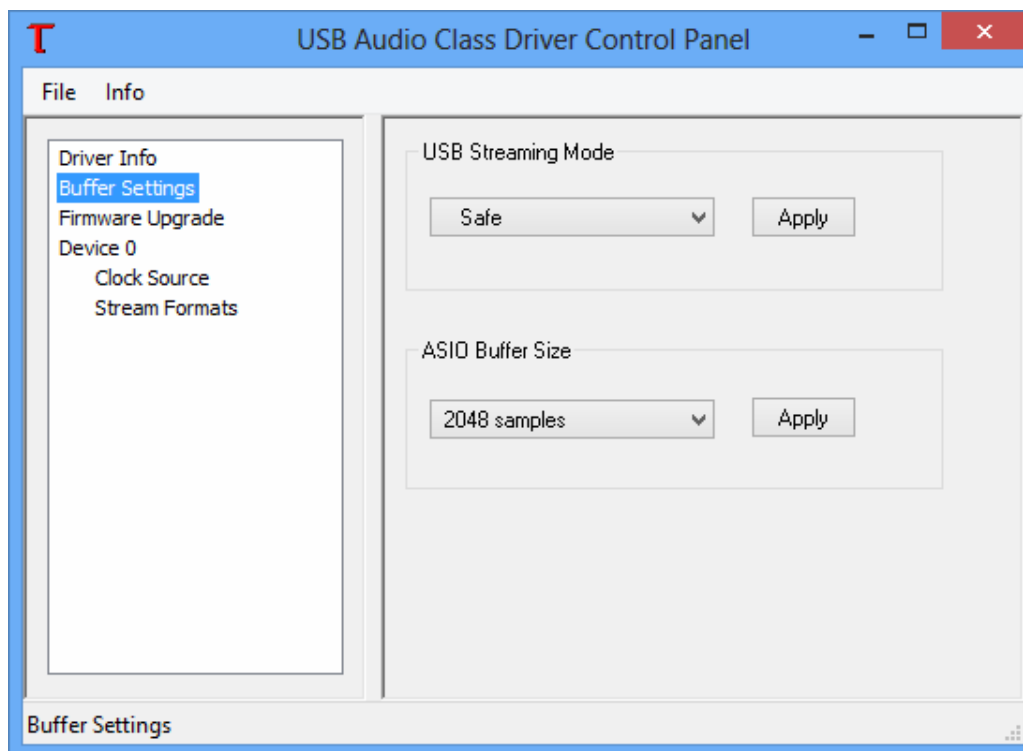 USB Audio Class Driver Control Panel
File Info
Driver Info
Buffer Settings
Firmware Upgrade
Device 0
Clock Source
Stream Formats
USB Streaming Mode
Safe Apply
ASIO Buffer Size
2048 samples Apply
Buffer Settings